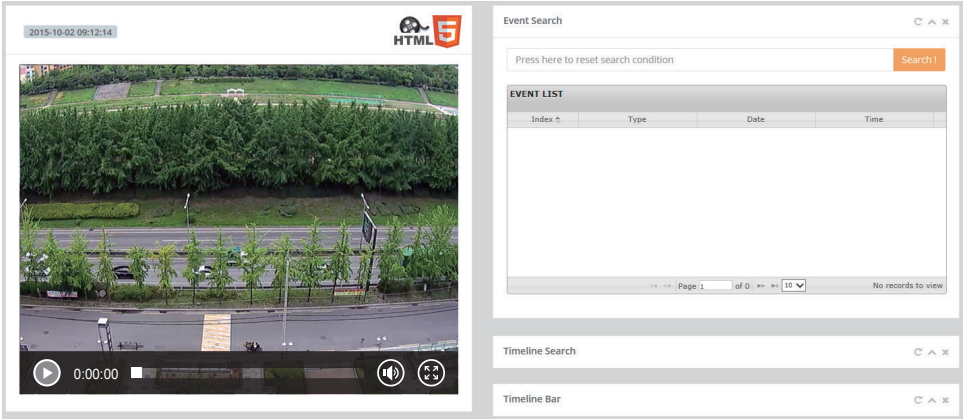 2015-10-02 09:12:14
HTML 5
0:00:00
Event Search
Press here to reset search condition
Search !
EVENT LIST
Index Type Date Time
Page 1 of 0 10 No records to view
Timeline Search
Timeline Bar